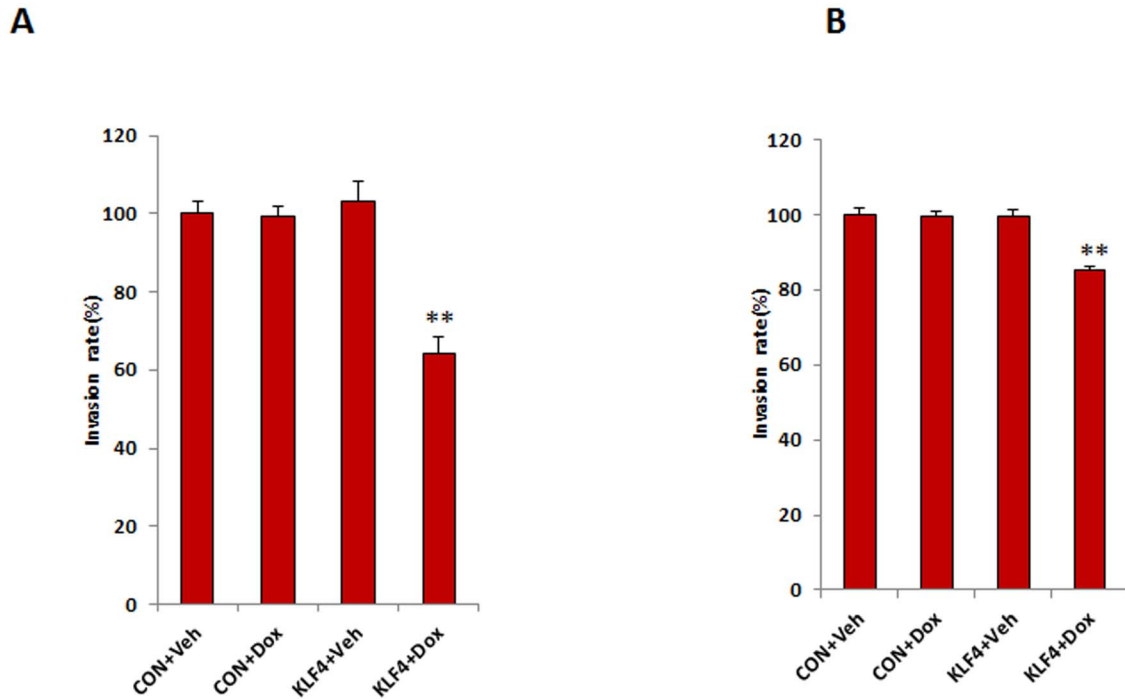 A
120
100
80
60
40
20
0
Invasion rate(%)
**
CON+Veh
CON+Dox
KLF4+Veh
KLF4+Dox
B
120
100
80
60
40
20
0
Invasion rate(%)
**
CON+Veh
CON+Dox
KLF4+Veh
KLF4+Dox